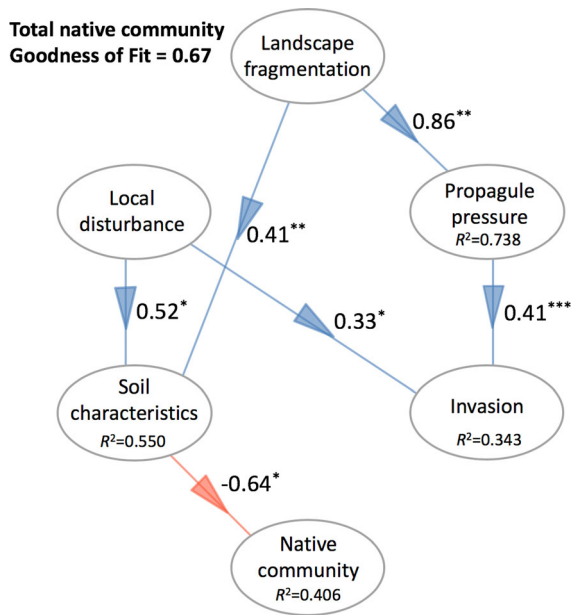 Total native community
Goodness of Fit = 0.67
Landscape
fragmentation
0.86**
Local
disturbance
Propagule
pressure
R²=0.738
0.41**
0.52*
0.33*
0.41***
Soil
characteristics
R²=0.550
Invasion
R²=0.343
-0.64*
Native
community
R²=0.406